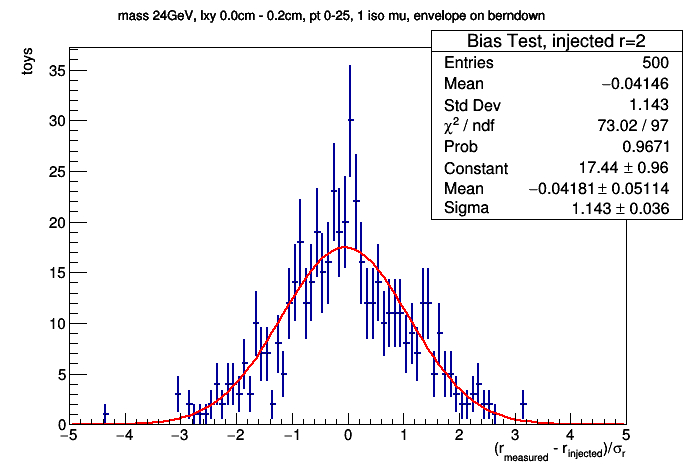 mass 24GeV, lxy 0.0cm - 0.2cm, pt 0-25, 1 iso mu, envelope on berndown
Bias Test, injected r=2
Entries 500
Mean −0.04146
Std Dev 1.143
χ² / ndf 73.02 / 97
Prob 0.9671
Constant 17.44 ± 0.96
Mean −0.04181 ± 0.05114
Sigma 1.143 ± 0.036
toys
35
30
25
20
15
10
5
0
−5 −4 −3 −2 −1 0 1 2 3 4 5
(r_measured - r_injected)/σ_r